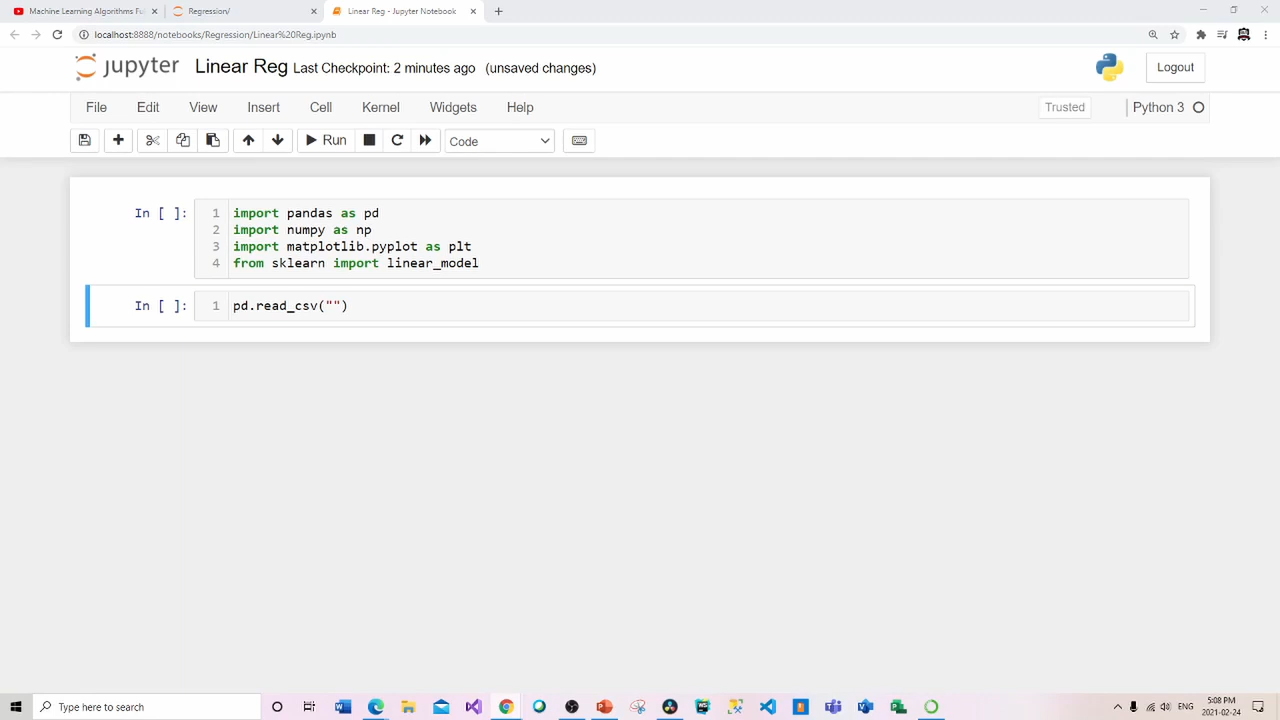 Machine Learning Algorithms Fu
Regression/
Linear Reg - Jupyter Notebook
localhost:8888/notebooks/Regression/Linear%20Reg.ipynb
jupyter Linear Reg Last Checkpoint: 2 minutes ago (unsaved changes)
Logout
File Edit View Insert Cell Kernel Widgets Help
Trusted
Python 3
Run
Code
In [ ]:
1 import pandas as pd
2 import numpy as np
3 import matplotlib.pyplot as plt
4 from sklearn import linear_model
In [ ]:
1 pd.read_csv("")
Type here to search
ENG
5:08 PM
2021-02-24